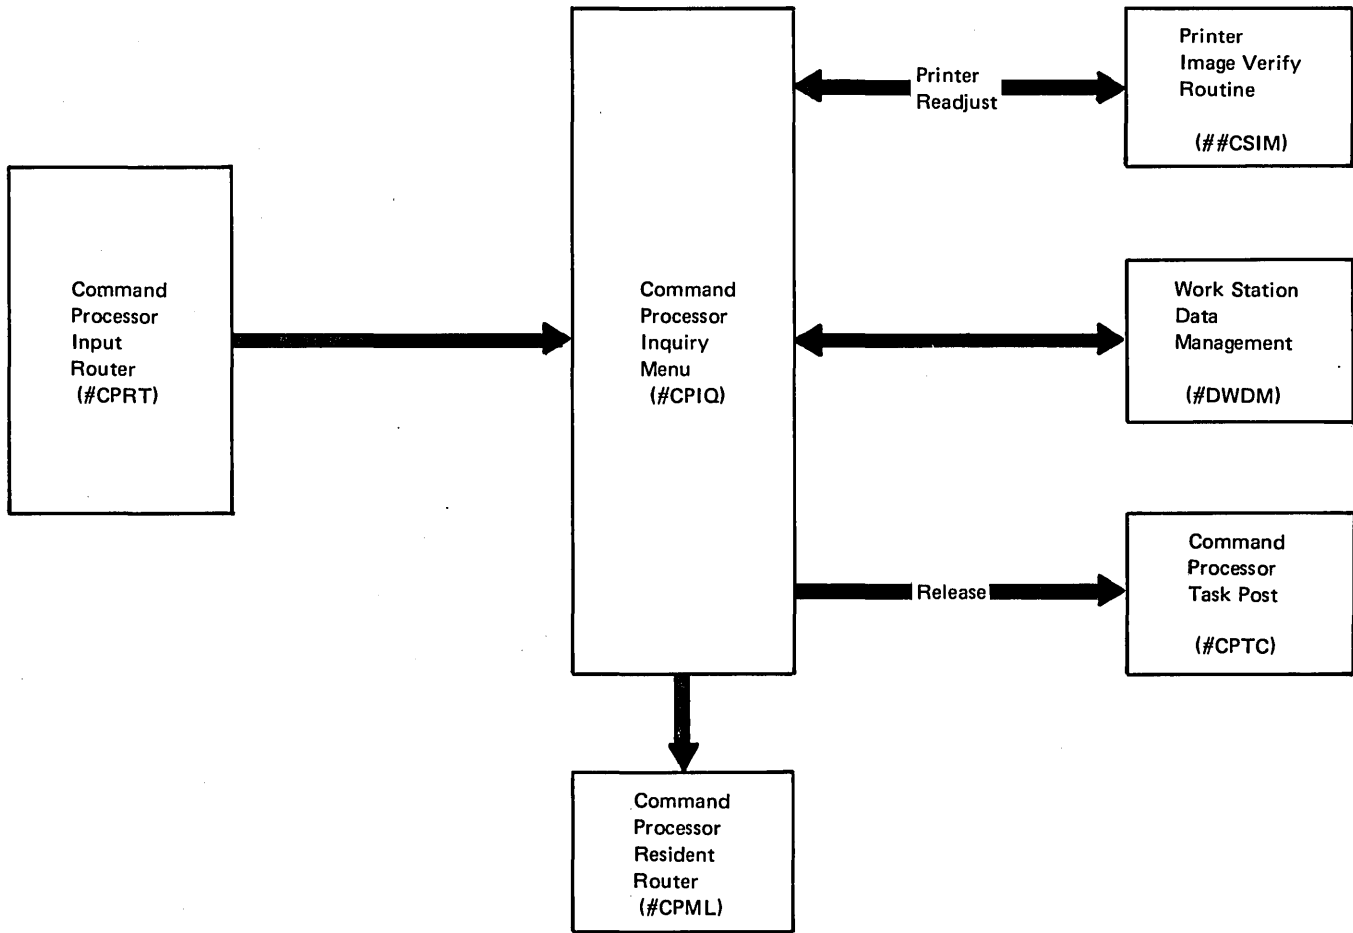 Command
Processor
Input
Router
(#CPRT)
Command
Processor
Inquiry
Menu
(#CPIQ)
Printer
Readjust
Printer
Image Verify
Routine
(##CSIM)
Work Station
Data
Management
(#DWDM)
Release
Command
Processor
Task Post
(#CPTC)
Command
Processor
Resident
Router
(#CPML)